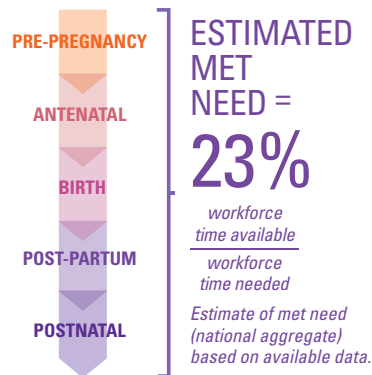 PRE-PREGNANCY
ANTENATAL
BIRTH
POST-PARTUM
POSTNATAL
ESTIMATED
MET
NEED =
23%
workforce
time available
workforce
time needed
Estimate of met need
(national aggregate)
based on available data.